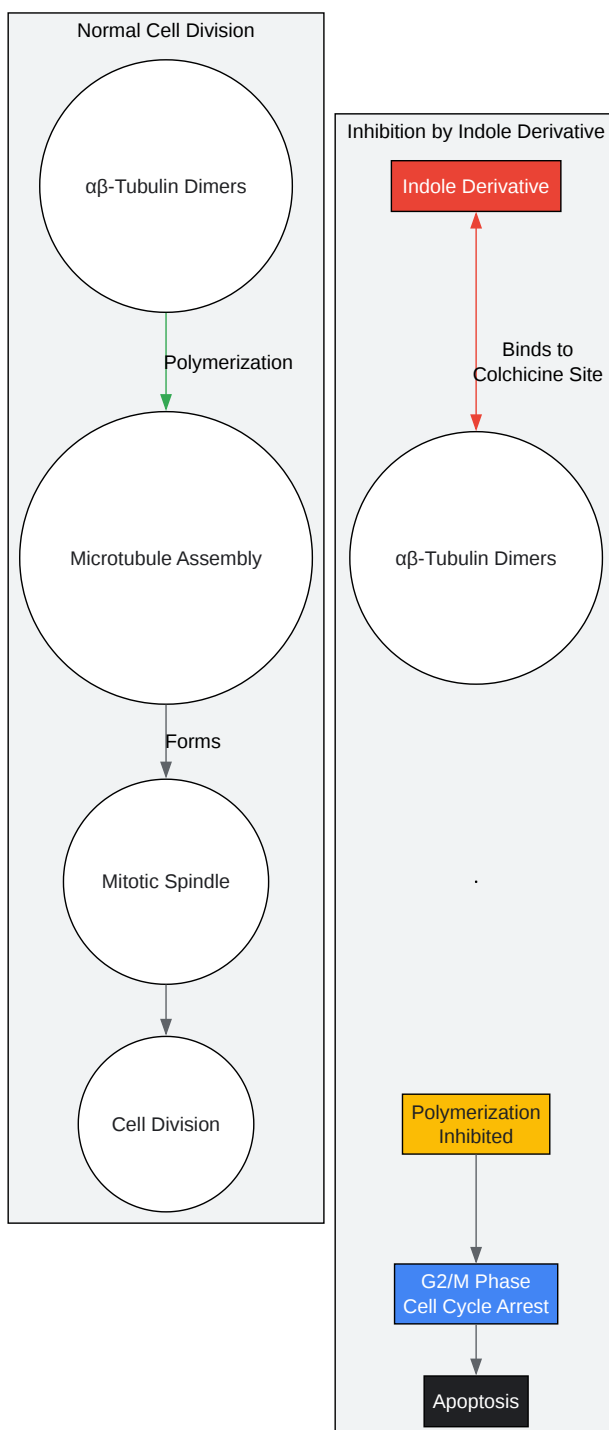 Normal Cell Division
αβ-Tubulin Dimers
Polymerization
Microtubule Assembly
Forms
Mitotic Spindle
Cell Division
Inhibition by Indole Derivative
Indole Derivative
Binds to
Colchicine Site
αβ-Tubulin Dimers
.
Polymerization
Inhibited
G2/M Phase
Cell Cycle Arrest
Apoptosis